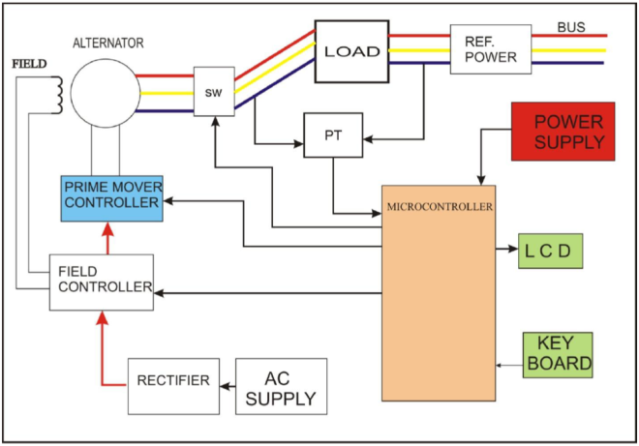 BUS
ALTERNATOR
LOAD
REF.
POWER
FIELD
SW
PT
POWER
SUPPLY
PRIME MOVER
CONTROLLER
MICROCONTROLLER
LCD
FIELD
CONTROLLER
KEY
BOARD
RECTIFIER
AC
SUPPLY